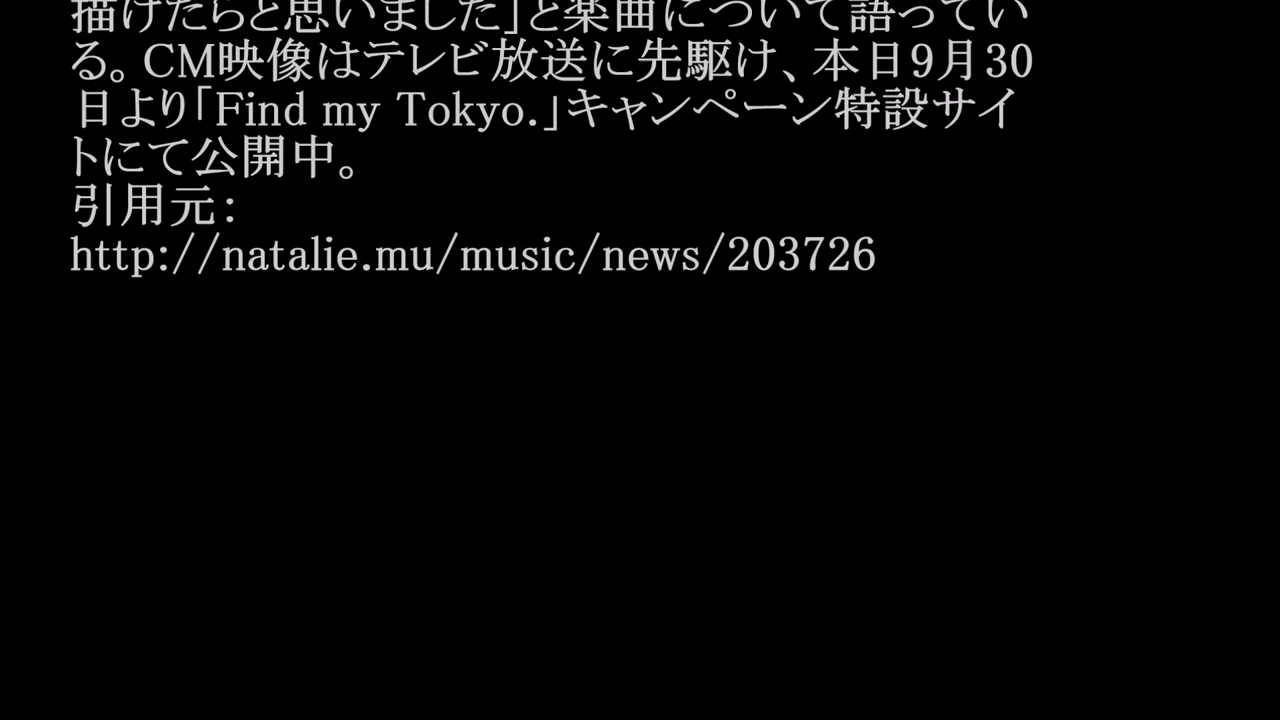 描けたらと思いました」と楽曲について語ってい
る。CM映像はテレビ放送に先駆け、本日9月30
日より「Find my Tokyo.」キャンペーン特設サイ
トにて公開中。
引用元:
http://natalie.mu/music/news/203726